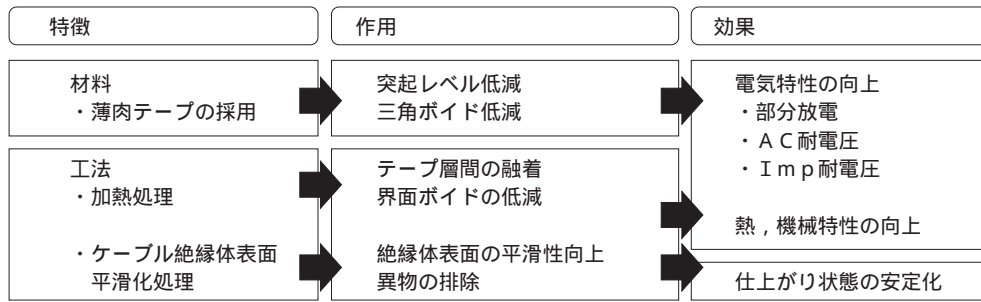 特徴
作用
効果
材料
・薄肉テープの採用
突起レベル低減
三角ボイド低減
電気特性の向上
・部分放電
・ＡＣ耐電圧
・Ｉｍｐ耐電圧
熱，機械特性の向上
工法
・加熱処理
・ケーブル絶縁体表面
平滑化処理
テープ層間の融着
界面ボイドの低減
絶縁体表面の平滑性向上
異物の排除
仕上がり状態の安定化